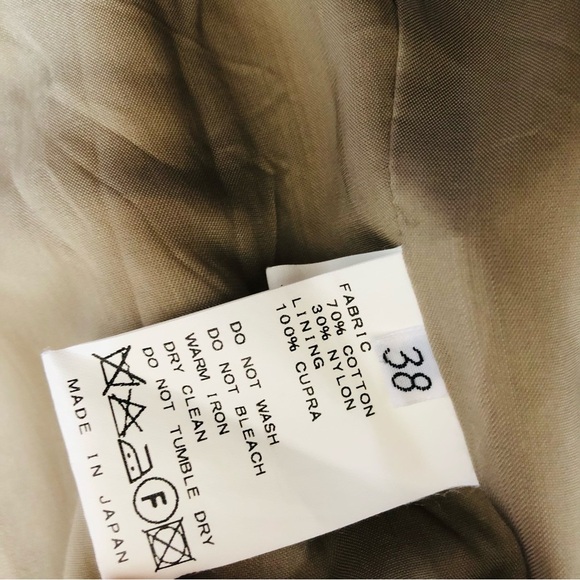 38
FABRIC
70% COTTON
30% NYLON
LINING
100% CUPRA
DO NOT WASH
DO NOT BLEACH
WARM IRON
DRY CLEAN
DO NOT TUMBLE DRY
F
MADE IN JAPAN